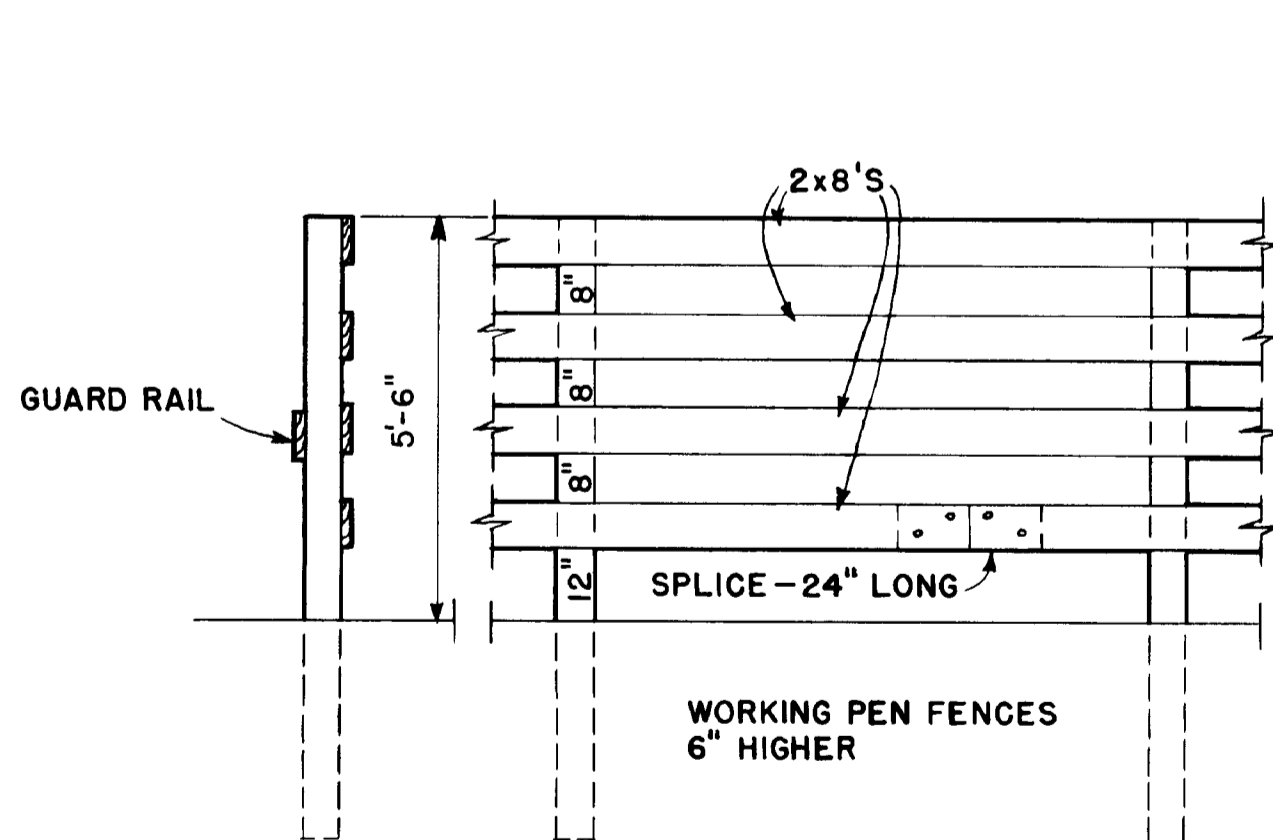 2x8'S
8"
GUARD RAIL
5'-6"
8"
8"
12"
SPLICE-24" LONG
WORKING PEN FENCES
6" HIGHER